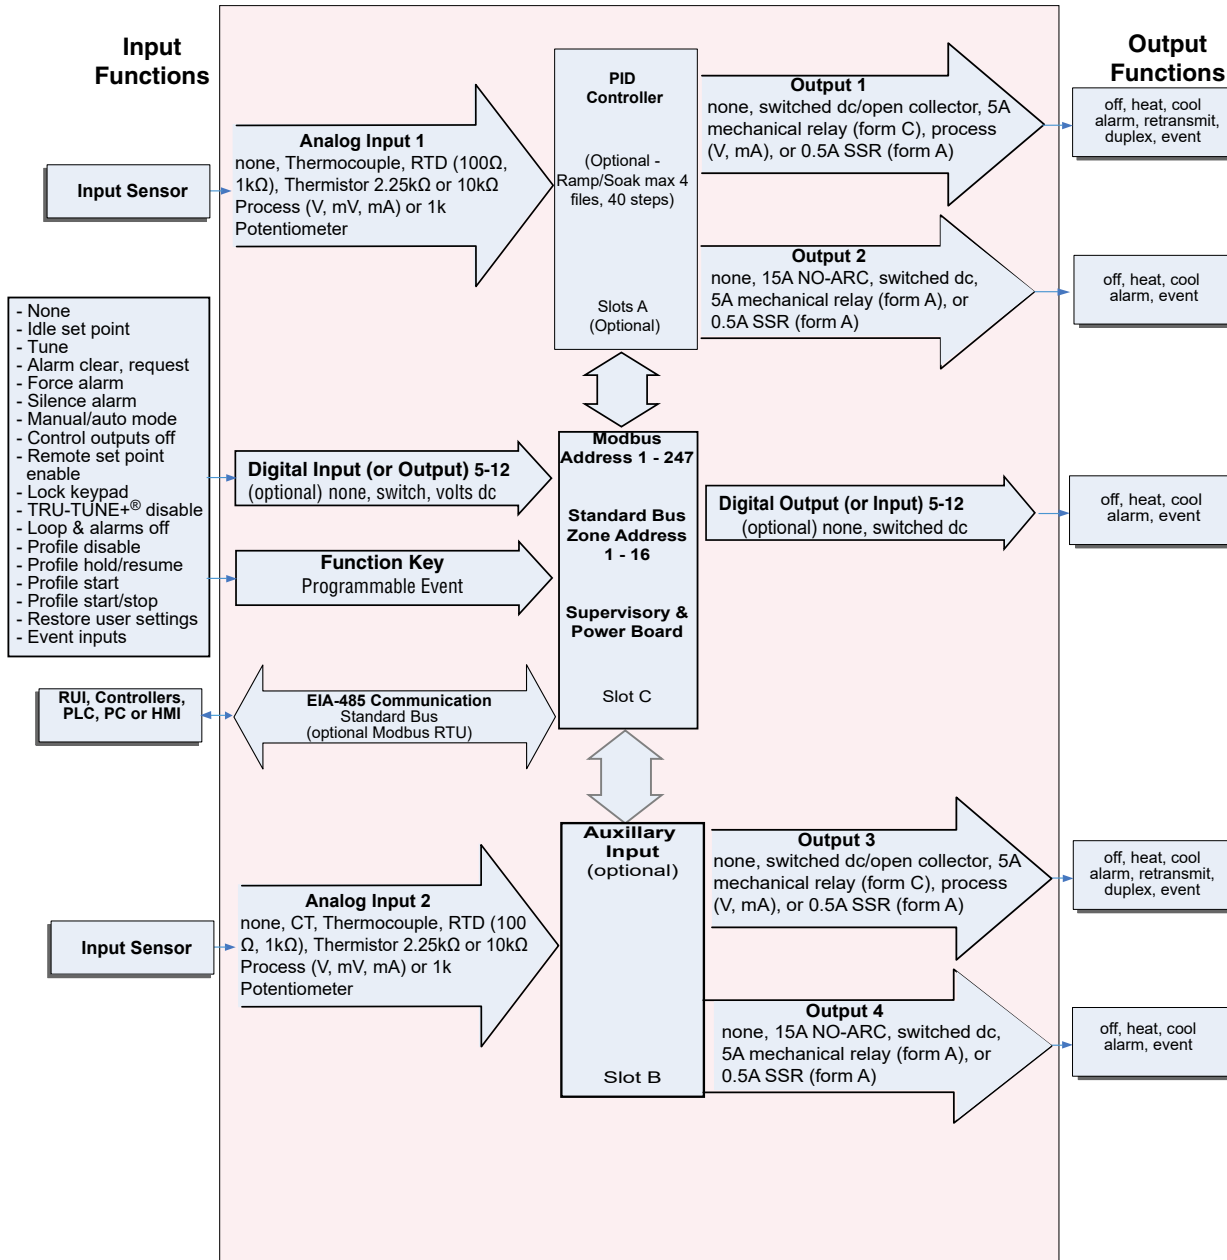 Input
Functions
Output
Functions
PID
Controller
(Optional -
Ramp/Soak max 4
files, 40 steps)
Slots A
(Optional)
Output 1
none, switched dc/open collector, 5A
mechanical relay (form C), process
(V, mA), or 0.5A SSR (form A)
off, heat, cool
alarm, retransmit,
duplex, event
Analog Input 1
none, Thermocouple, RTD (100Ω,
1kΩ), Thermistor 2.25kΩ or 10kΩ
Process (V, mV, mA) or 1k
Potentiometer
Input Sensor
Output 2
none, 15A NO-ARC, switched dc,
5A mechanical relay (form A), or
0.5A SSR (form A)
off, heat, cool
alarm, event
- None
- Idle set point
- Tune
- Alarm clear, request
- Force alarm
- Silence alarm
- Manual/auto mode
- Control outputs off
- Remote set point
enable
- Lock keypad
- TRU-TUNE+® disable
- Loop & alarms off
- Profile disable
- Profile hold/resume
- Profile start
- Profile start/stop
- Restore user settings
- Event inputs
Digital Input (or Output) 5-12
(optional) none, switch, volts dc
Function Key
Programmable Event
Modbus
Address 1 - 247
Standard Bus
Zone Address
1 - 16
Supervisory &
Power Board
Slot C
Digital Output (or Input) 5-12
(optional) none, switched dc
off, heat, cool
alarm, event
RUI, Controllers,
PLC, PC or HMI
EIA-485 Communication
Standard Bus
(optional Modbus RTU)
Auxillary
Input
(optional)
Slot B
Output 3
none, switched dc/open collector, 5A
mechanical relay (form C), process
(V, mA), or 0.5A SSR (form A)
off, heat, cool
alarm, retransmit,
duplex, event
Analog Input 2
none, CT, Thermocouple, RTD (100
Ω, 1kΩ), Thermistor 2.25kΩ or 10kΩ
Process (V, mV, mA) or 1k
Potentiometer
Input Sensor
Output 4
none, 15A NO-ARC, switched dc,
5A mechanical relay (form A), or
0.5A SSR (form A)
off, heat, cool
alarm, event